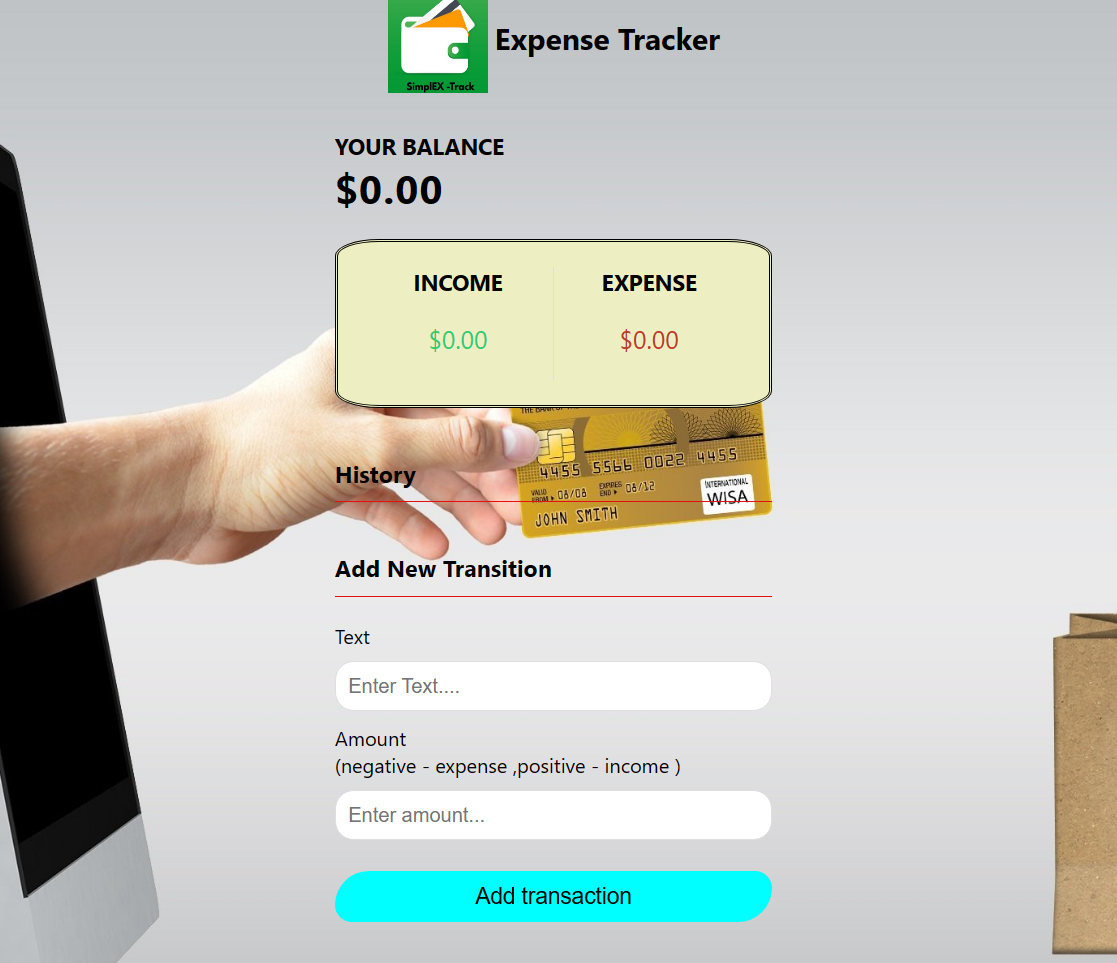 Expense Tracker
SimplEX -Track
YOUR BALANCE
$0.00
INCOME
EXPENSE
$0.00
$0.00
THE BANK OF
4455 5566 0022 4455
History
VALID FROM ▸ 08/08 EXPIRES END ▸ 08/12
INTERNATIONAL
WISA
JOHN SMITH
Add New Transition
Text
Enter Text....
Amount
(negative - expense ,positive - income )
Enter amount...
Add transaction